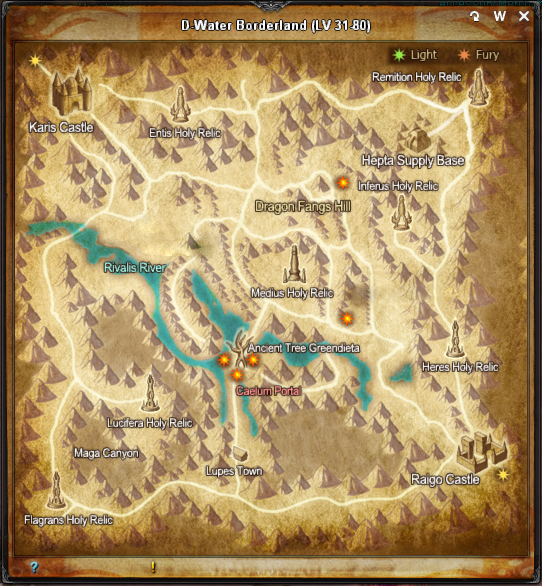 D-Water Borderland (LV 31-80)
W
Light
Fury
Remition Holy Relic
Karis Castle
Entis Holy Relic
Hepta Supply Base
Inferus Holy Relic
Dragon Fangs Hill
Rivalis River
Medius Holy Relic
Ancient Tree Greendieta
Heres Holy Relic
Caelum Portal
Lucifera Holy Relic
Maga Canyon
Lupes Town
Raigo Castle
Flagrans Holy Relic
?
!